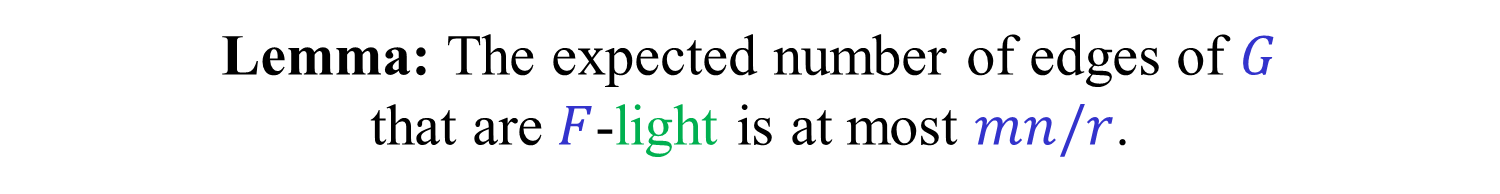 Lemma: The expected number of edges of G
that are F-light is at most mn/r.